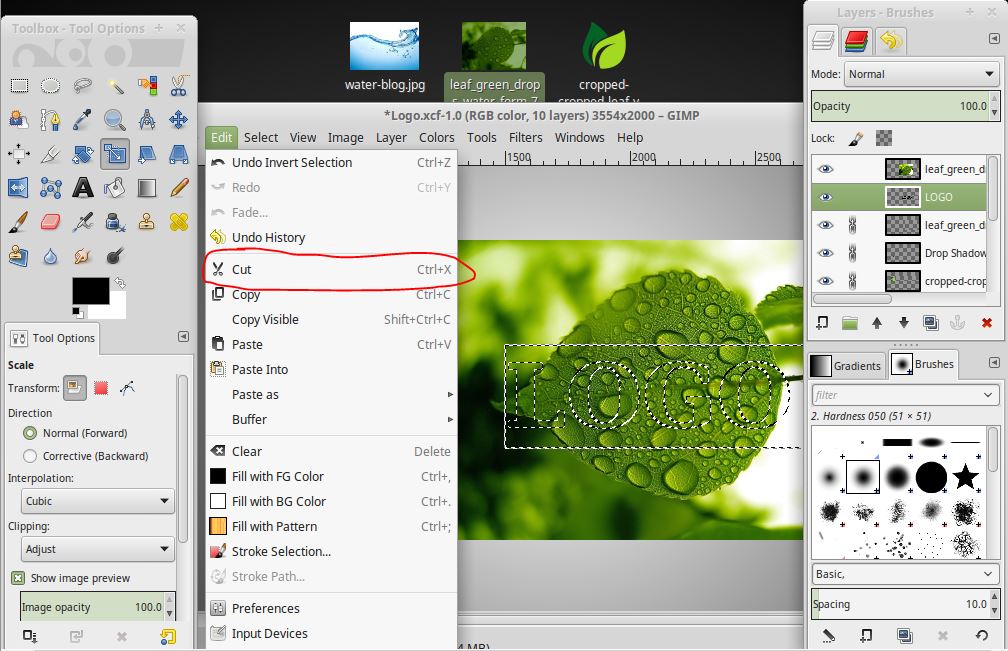 Toolbox - Tool Options
water-blog.jpg
leaf_green_drop
s_water_form_7
cropped-
cropped-leaf-v
Layers - Brushes
*Logo.xcf-1.0 (RGB color, 10 layers) 3554x2000 – GIMP
Edit Select View Image Layer Colors Tools Filters Windows Help
1500 2000 2500
Undo Invert Selection Ctrl+Z
Redo Ctrl+Y
Fade...
Undo History
Cut Ctrl+X
Copy Ctrl+C
Copy Visible Shift+Ctrl+C
Paste Ctrl+V
Paste Into
Paste as
Buffer
Clear Delete
Fill with FG Color Ctrl+,
Fill with BG Color Ctrl+.
Fill with Pattern Ctrl+;
Stroke Selection...
Stroke Path...
Preferences
Input Devices
LOGO
MB)
Tool Options
Scale
Transform:
Direction
Normal (Forward)
Corrective (Backward)
Interpolation:
Cubic
Clipping:
Adjust
Show image preview
Image opacity 100.0
Mode: Normal
Opacity 100.0
Lock:
leaf_green_d
LOGO
leaf_green_d
Drop Shadow
cropped-crop
Gradients Brushes
filter
2. Hardness 050 (51 × 51)
Basic,
Spacing 10.0